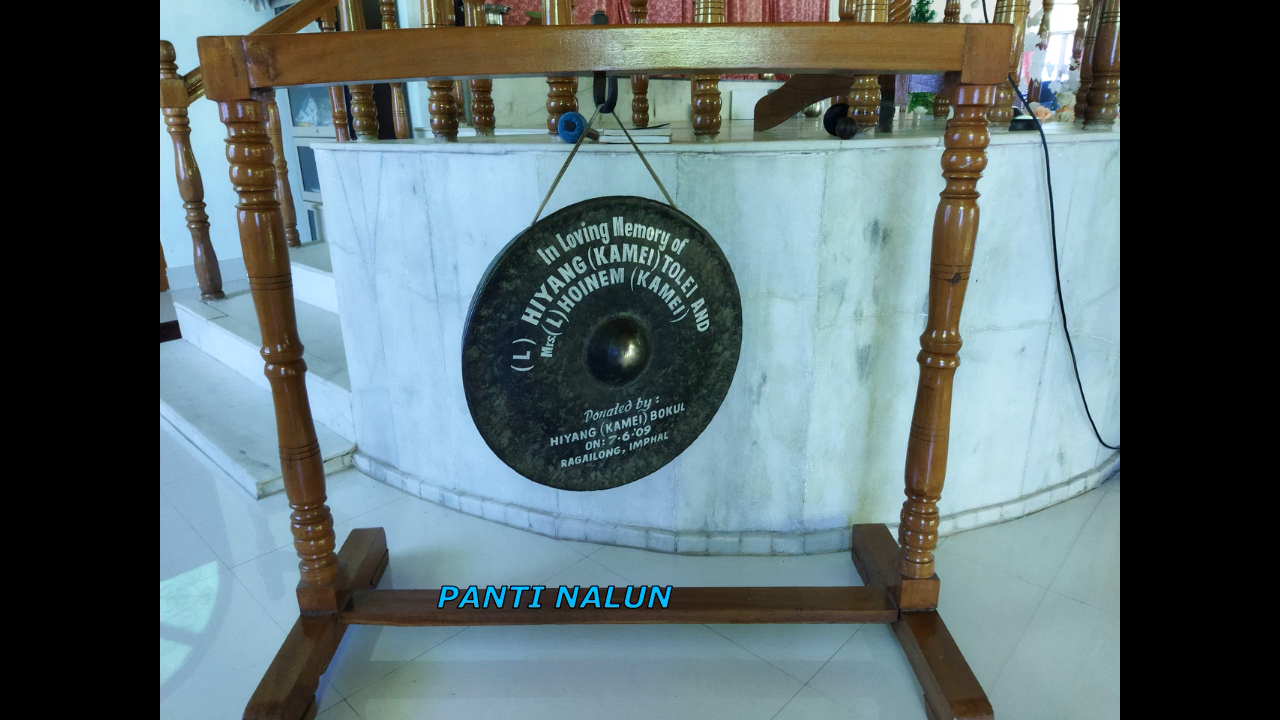 In Loving Memory of
(L) HIYANG (KAMEI) TOLEI AND
Mrs.(L) HOINEM (KAMEI)
Donated by :
HIYANG (KAMEI) BOKUL
ON: 7·6·'09
RAGAILONG, IMPHAL
PANTI NALUN